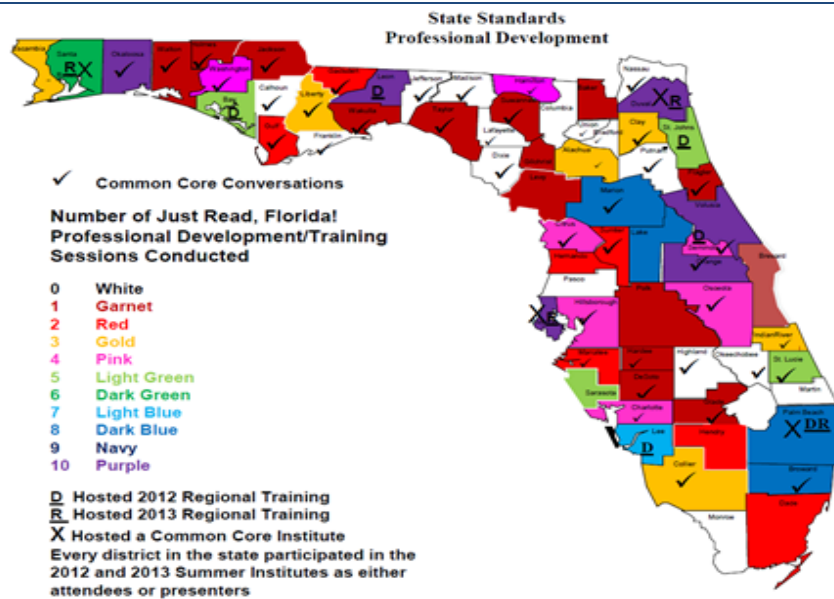 State Standards
Professional Development
Escambia
Santa
R X
Okaloosa
Walton
Holmes
Jackson
Washington
Bay
D
Calhoun
Gulf
Liberty
Gadsden
Leon
D
Wakulla
Franklin
Jefferson
Madison
Taylor
Hamilton
Suwannee
Lafayette
Dixie
Columbia
Baker
Union
Bradford
Nassau
Duval
X R
Clay
St. Johns
D
Putnam
Alachua
Levy
Marion
Flagler
Volusia
D
Seminole
Orange
Lake
Citrus
Sumter
Hernando
Pasco
X R
Hillsborough
Polk
Osceola
Brevard
IndianRiver
Manatee
Hardee
Highland
Okeechobee
St. Lucie
Sarasota
DeSoto
Martin
Charlotte
Lee
D
Hendry
Palm Beach
X DR
Collier
Broward
Monroe
Dade
✓ Common Core Conversations
Number of Just Read, Florida!
Professional Development/Training
Sessions Conducted
0 White
1 Garnet
2 Red
3 Gold
4 Pink
5 Light Green
6 Dark Green
7 Light Blue
8 Dark Blue
9 Navy
10 Purple
D Hosted 2012 Regional Training
R Hosted 2013 Regional Training
X Hosted a Common Core Institute
Every district in the state participated in the
2012 and 2013 Summer Institutes as either
attendees or presenters